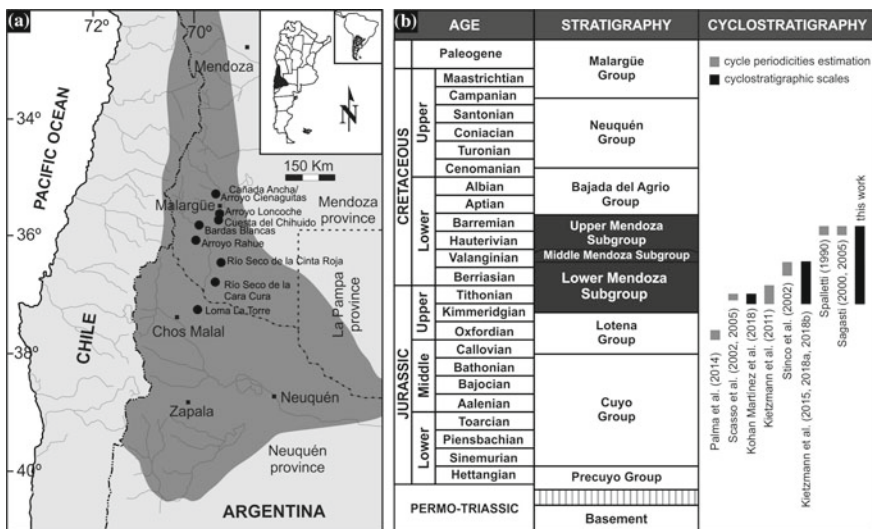 (a)
72°
70°
Mendoza
34°
PACIFIC OCEAN
N
150 Km
Cañada Ancha/
Arroyo Cienaguitas
Malargüe
Arroyo Loncoche
Cuesta del Chihuido
Bardas Blancas
Arroyo Rahue
Mendoza
province
36°
Rio Seco de la Cinta Roja
Rio Seco de la
Cara Cura
La Pampa
province
Loma La Torre
Chos Malal
CHILE
38°
Zapala
Neuquén
Neuquén
province
40°
ARGENTINA
(b)
AGE
STRATIGRAPHY
CYCLOSTRATIGRAPHY
Paleogene
CRETACEOUS
Upper
Maastrichtian
Campanian
Santonian
Coniacian
Turonian
Cenomanian
Lower
Albian
Aptian
Barremian
Hauterivian
Valanginian
Berriasian
JURASSIC
Upper
Tithonian
Kimmeridgian
Oxfordian
Middle
Callovian
Bathonian
Bajocian
Aalenian
Lower
Toarcian
Piensbachian
Sinemurian
Hettangian
PERMO-TRIASSIC
Malargüe
Group
Neuquén
Group
Bajada del Agrio
Group
Upper Mendoza
Subgroup
Middle Mendoza Subgroup
Lower Mendoza
Subgroup
Lotena
Group
Cuyo
Group
Precuyo Group
Basement
cycle periodicities estimation
cyclostratigraphic scales
Palma et al. (2014)
Scasso et al. (2002, 2005)
Kohan Martínez et al. (2018)
Kietzmann et al. (2011)
Stinco et al. (2002)
Kietzmann et al. (2015, 2018a, 2018b)
Spalletti (1990)
Sagasti (2000, 2005)
this work